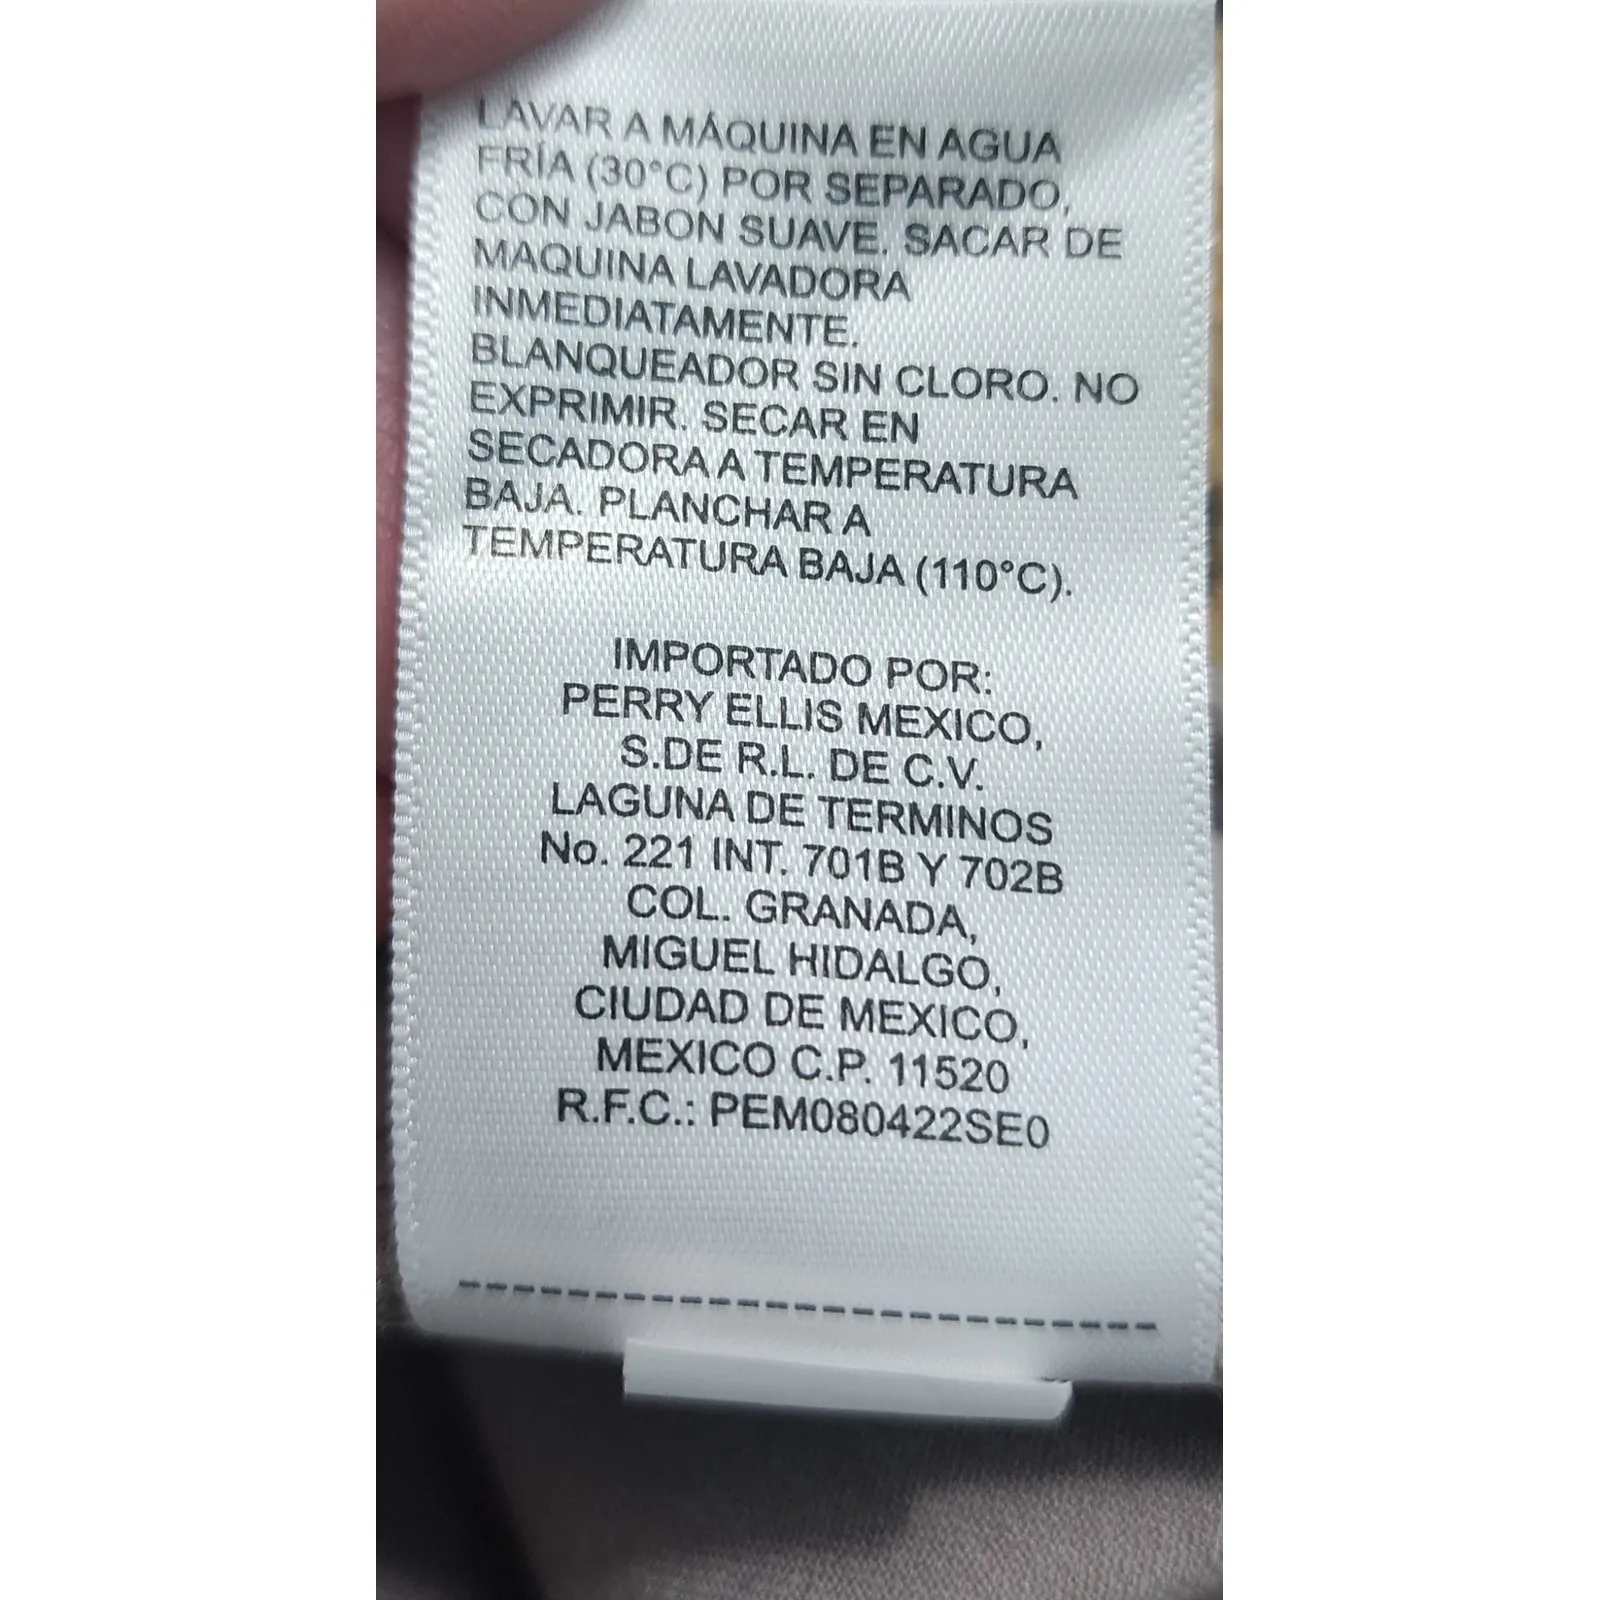 LAVAR A MÁQUINA EN AGUA
FRÍA (30°C) POR SEPARADO,
CON JABON SUAVE. SACAR DE
MAQUINA LAVADORA
INMEDIATAMENTE.
BLANQUEADOR SIN CLORO. NO
EXPRIMIR. SECAR EN
SECADORA A TEMPERATURA
BAJA. PLANCHAR A
TEMPERATURA BAJA (110°C).
IMPORTADO POR:
PERRY ELLIS MEXICO,
S.DE R.L. DE C.V.
LAGUNA DE TERMINOS
No. 221 INT. 701B Y 702B
COL. GRANADA,
MIGUEL HIDALGO,
CIUDAD DE MEXICO,
MEXICO C.P. 11520
R.F.C.: PEM080422SE0